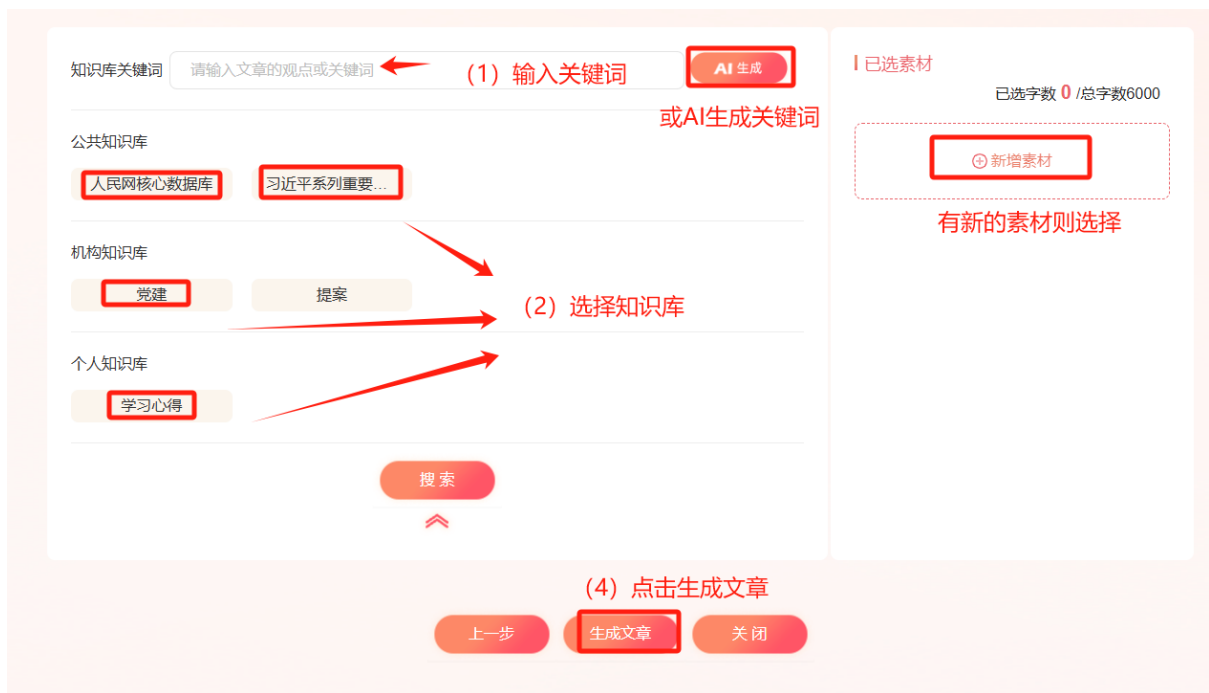 知识库关键词
请输入文章的观点或关键词
（1）输入关键词
AI 生成
或AI生成关键词
公共知识库
人民网核心数据库
习近平系列重要...
机构知识库
党建
提案
（2）选择知识库
个人知识库
学习心得
搜 索
已选素材
已选字数 0 /总字数6000
新增素材
有新的素材则选择
（4）点击生成文章
上一步
生成文章
关 闭